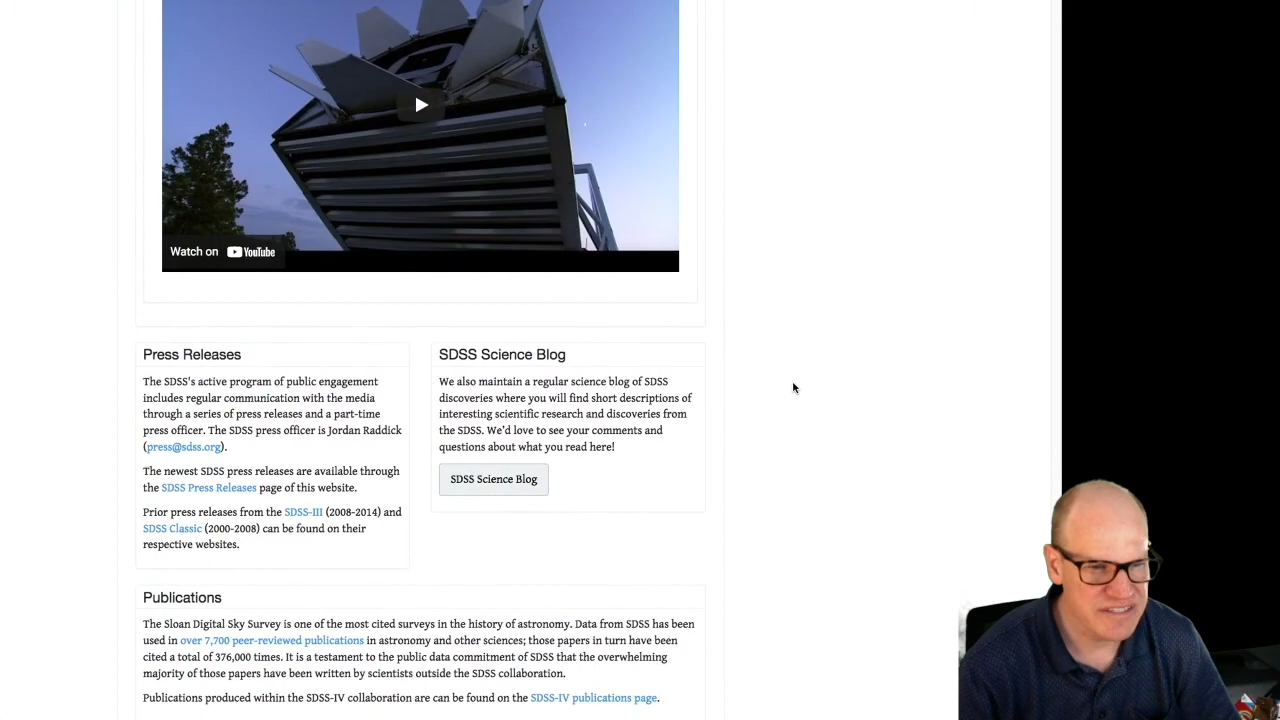 Watch on YouTube
Press Releases
The SDSS's active program of public engagement
includes regular communication with the media
through a series of press releases and a part-time
press officer. The SDSS press officer is Jordan Raddick
(press@sdss.org).
The newest SDSS press releases are available through
the SDSS Press Releases page of this website.
Prior press releases from the SDSS-III (2008-2014) and
SDSS Classic (2000-2008) can be found on their
respective websites.
SDSS Science Blog
We also maintain a regular science blog of SDSS
discoveries where you will find short descriptions of
interesting scientific research and discoveries from
the SDSS. We'd love to see your comments and
questions about what you read here!
SDSS Science Blog
Publications
The Sloan Digital Sky Survey is one of the most cited surveys in the history of astronomy. Data from SDSS has been
used in over 7,700 peer-reviewed publications in astronomy and other sciences; those papers in turn have been
cited a total of 376,000 times. It is a testament to the public data commitment of SDSS that the overwhelming
majority of those papers have been written by scientists outside the SDSS collaboration.
Publications produced within the SDSS-IV collaboration are can be found on the SDSS-IV publications page.